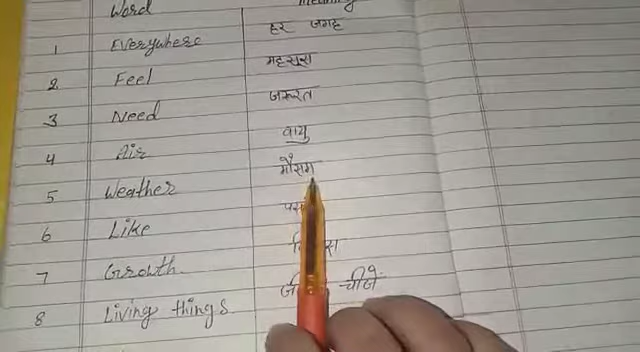 Word Meaning
1 Everywhere हर जगह
2 Feel महसूस
3 Need जरूरत
4 Air वायु
5 Weather मौसम
6 Like
7 Growth
8 Living things चीजें